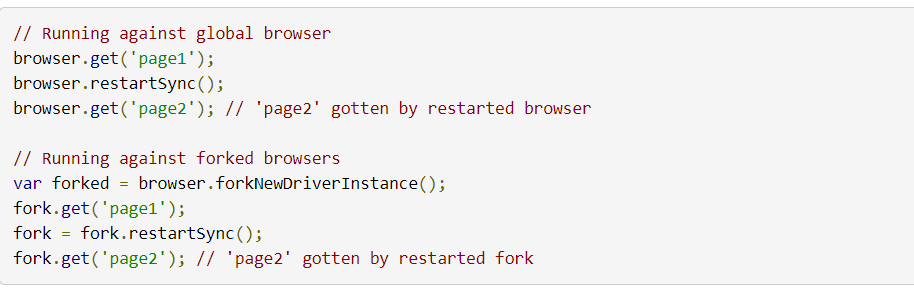 // Running against global browser
browser.get('page1');
browser.restartSync();
browser.get('page2'); // 'page2' gotten by restarted browser

// Running against forked browsers
var forked = browser.forkNewDriverInstance();
fork.get('page1');
fork = fork.restartSync();
fork.get('page2'); // 'page2' gotten by restarted fork